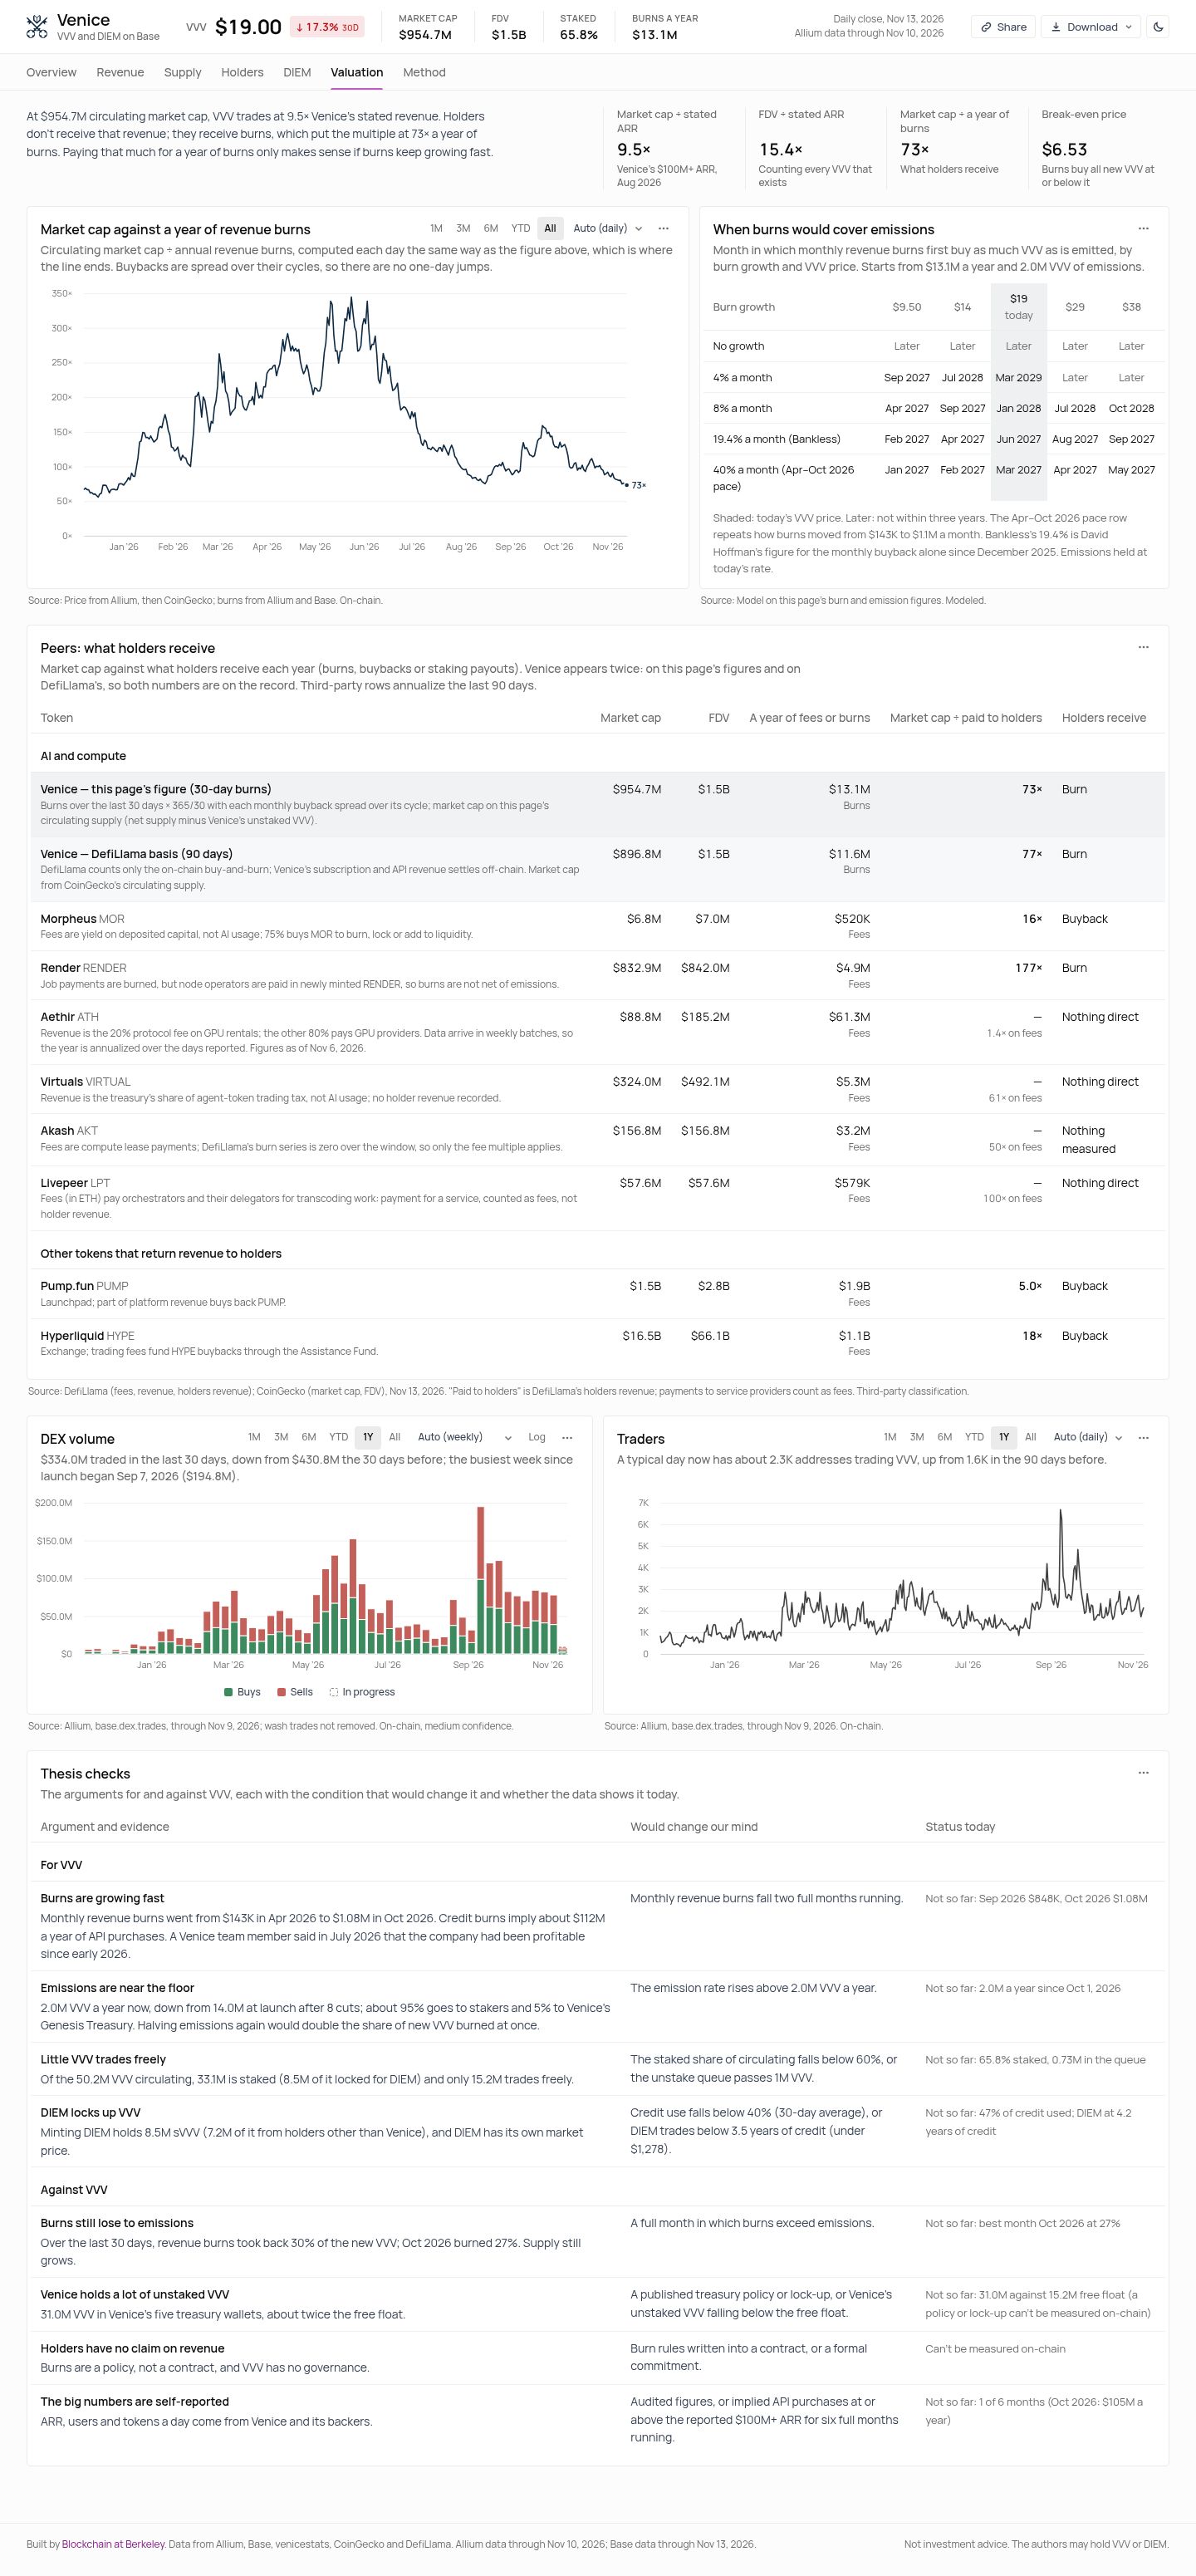 Venice
VVV and DIEM on Base
VVV $19.00 ↓ 17.3% 30D
MARKET CAP
$954.7M
FDV
$1.5B
STAKED
65.8%
BURNS A YEAR
$13.1M
Daily close, Nov 13, 2026
Allium data through Nov 10, 2026
Share
Download
Overview Revenue Supply Holders DIEM Valuation Method
At $954.7M circulating market cap, VVV trades at 9.5× Venice's stated revenue. Holders
don't receive that revenue; they receive burns, which put the multiple at 73× a year of
burns. Paying that much for a year of burns only makes sense if burns keep growing fast.
Market cap ÷ stated
ARR
9.5×
Venice's $100M+ ARR,
Aug 2026
FDV ÷ stated ARR
15.4×
Counting every VVV that
exists
Market cap ÷ a year of
burns
73×
What holders receive
Break-even price
$6.53
Burns buy all new VVV at
or below it
Market cap against a year of revenue burns
1M 3M 6M YTD All Auto (daily)
Circulating market cap ÷ annual revenue burns, computed each day the same way as the figure above, which is where
the line ends. Buybacks are spread over their cycles, so there are no one-day jumps.
350×
300×
250×
200×
150×
100×
50×
0×
73×
Jan '26 Feb '26 Mar '26 Apr '26 May '26 Jun '26 Jul '26 Aug '26 Sep '26 Oct '26 Nov '26
Source: Price from Allium, then CoinGecko; burns from Allium and Base. On-chain.
When burns would cover emissions
Month in which monthly revenue burns first buy as much VVV as is emitted, by
burn growth and VVV price. Starts from $13.1M a year and 2.0M VVV of emissions.
Burn growth $9.50 $14 $19 today $29 $38
No growth Later Later Later Later Later
4% a month Sep 2027 Jul 2028 Mar 2029 Later Later
8% a month Apr 2027 Sep 2027 Jan 2028 Jul 2028 Oct 2028
19.4% a month (Bankless) Feb 2027 Apr 2027 Jun 2027 Aug 2027 Sep 2027
40% a month (Apr–Oct 2026 Jan 2027 Feb 2027 Mar 2027 Apr 2027 May 2027
pace)
Shaded: today's VVV price. Later: not within three years. The Apr–Oct 2026 pace row
repeats how burns moved from $143K to $1.1M a month. Bankless's 19.4% is David
Hoffman's figure for the monthly buyback alone since December 2025. Emissions held at
today's rate.
Source: Model on this page's burn and emission figures. Modeled.
Peers: what holders receive
Market cap against what holders receive each year (burns, buybacks or staking payouts). Venice appears twice: on this page's figures and on
DefiLlama's, so both numbers are on the record. Third-party rows annualize the last 90 days.
Token Market cap FDV A year of fees or burns Market cap ÷ paid to holders Holders receive
AI and compute
Venice — this page's figure (30-day burns) $954.7M $1.5B $13.1M 73× Burn
Burns over the last 30 days × 365/30 with each monthly buyback spread over its cycle; market cap on this page's Burns
circulating supply (net supply minus Venice's unstaked VVV).
Venice — DefiLlama basis (90 days) $896.8M $1.5B $11.6M 77× Burn
DefiLlama counts only the on-chain buy-and-burn; Venice's subscription and API revenue settles off-chain. Market cap Burns
from CoinGecko's circulating supply.
Morpheus MOR $6.8M $7.0M $520K 16× Buyback
Fees are yield on deposited capital, not AI usage; 75% buys MOR to burn, lock or add to liquidity. Fees
Render RENDER $832.9M $842.0M $4.9M 177× Burn
Job payments are burned, but node operators are paid in newly minted RENDER, so burns are not net of emissions. Fees
Aethir ATH $88.8M $185.2M $61.3M — Nothing direct
Revenue is the 20% protocol fee on GPU rentals; the other 80% pays GPU providers. Data arrive in weekly batches, so Fees 1.4× on fees
the year is annualized over the days reported. Figures as of Nov 6, 2026.
Virtuals VIRTUAL $324.0M $492.1M $5.3M — Nothing direct
Revenue is the treasury's share of agent-token trading tax, not AI usage; no holder revenue recorded. Fees 61× on fees
Akash AKT $156.8M $156.8M $3.2M — Nothing
Fees are compute lease payments; DefiLlama's burn series is zero over the window, so only the fee multiple applies. Fees 50× on fees measured
Livepeer LPT $57.6M $57.6M $579K — Nothing direct
Fees (in ETH) pay orchestrators and their delegators for transcoding work: payment for a service, counted as fees, not Fees 100× on fees
holder revenue.
Other tokens that return revenue to holders
Pump.fun PUMP $1.5B $2.8B $1.9B 5.0× Buyback
Launchpad; part of platform revenue buys back PUMP. Fees
Hyperliquid HYPE $16.5B $66.1B $1.1B 18× Buyback
Exchange; trading fees fund HYPE buybacks through the Assistance Fund. Fees
Source: DefiLlama (fees, revenue, holders revenue); CoinGecko (market cap, FDV), Nov 13, 2026. "Paid to holders" is DefiLlama's holders revenue; payments to service providers count as fees. Third-party classification.
DEX volume
1M 3M 6M YTD 1Y All Auto (weekly) Log
$334.0M traded in the last 30 days, down from $430.8M the 30 days before; the busiest week since
launch began Sep 7, 2026 ($194.8M).
$200.0M
$150.0M
$100.0M
$50.0M
$0
Jan '26 Mar '26 May '26 Jul '26 Sep '26 Nov '26
Buys Sells In progress
Source: Allium, base.dex.trades, through Nov 9, 2026; wash trades not removed. On-chain, medium confidence.
Traders
1M 3M 6M YTD 1Y All Auto (daily)
A typical day now has about 2.3K addresses trading VVV, up from 1.6K in the 90 days before.
7K
6K
5K
4K
3K
2K
1K
0
Jan '26 Mar '26 May '26 Jul '26 Sep '26 Nov '26
Source: Allium, base.dex.trades, through Nov 9, 2026. On-chain.
Thesis checks
The arguments for and against VVV, each with the condition that would change it and whether the data shows it today.
Argument and evidence Would change our mind Status today
For VVV
Burns are growing fast Monthly revenue burns fall two full months running. Not so far: Sep 2026 $848K, Oct 2026 $1.08M
Monthly revenue burns went from $143K in Apr 2026 to $1.08M in Oct 2026. Credit burns imply about $112M
a year of API purchases. A Venice team member said in July 2026 that the company had been profitable
since early 2026.
Emissions are near the floor The emission rate rises above 2.0M VVV a year. Not so far: 2.0M a year since Oct 1, 2026
2.0M VVV a year now, down from 14.0M at launch after 8 cuts; about 95% goes to stakers and 5% to Venice's
Genesis Treasury. Halving emissions again would double the share of new VVV burned at once.
Little VVV trades freely The staked share of circulating falls below 60%, or Not so far: 65.8% staked, 0.73M in the queue
Of the 50.2M VVV circulating, 33.1M is staked (8.5M of it locked for DIEM) and only 15.2M trades freely. the unstake queue passes 1M VVV.
DIEM locks up VVV Credit use falls below 40% (30-day average), or Not so far: 47% of credit used; DIEM at 4.2
Minting DIEM holds 8.5M sVVV (7.2M of it from holders other than Venice), and DIEM has its own market DIEM trades below 3.5 years of credit (under years of credit
price. $1,278).
Against VVV
Burns still lose to emissions A full month in which burns exceed emissions. Not so far: best month Oct 2026 at 27%
Over the last 30 days, revenue burns took back 30% of the new VVV; Oct 2026 burned 27%. Supply still
grows.
Venice holds a lot of unstaked VVV A published treasury policy or lock-up, or Venice's Not so far: 31.0M against 15.2M free float (a
31.0M VVV in Venice's five treasury wallets, about twice the free float. unstaked VVV falling below the free float. policy or lock-up can't be measured on-chain)
Holders have no claim on revenue Burn rules written into a contract, or a formal Can't be measured on-chain
Burns are a policy, not a contract, and VVV has no governance. commitment.
The big numbers are self-reported Audited figures, or implied API purchases at or Not so far: 1 of 6 months (Oct 2026: $105M a
ARR, users and tokens a day come from Venice and its backers. above the reported $100M+ ARR for six full months year)
running.
Built by Blockchain at Berkeley. Data from Allium, Base, venicestats, CoinGecko and DefiLlama. Allium data through Nov 10, 2026; Base data through Nov 13, 2026.
Not investment advice. The authors may hold VVV or DIEM.